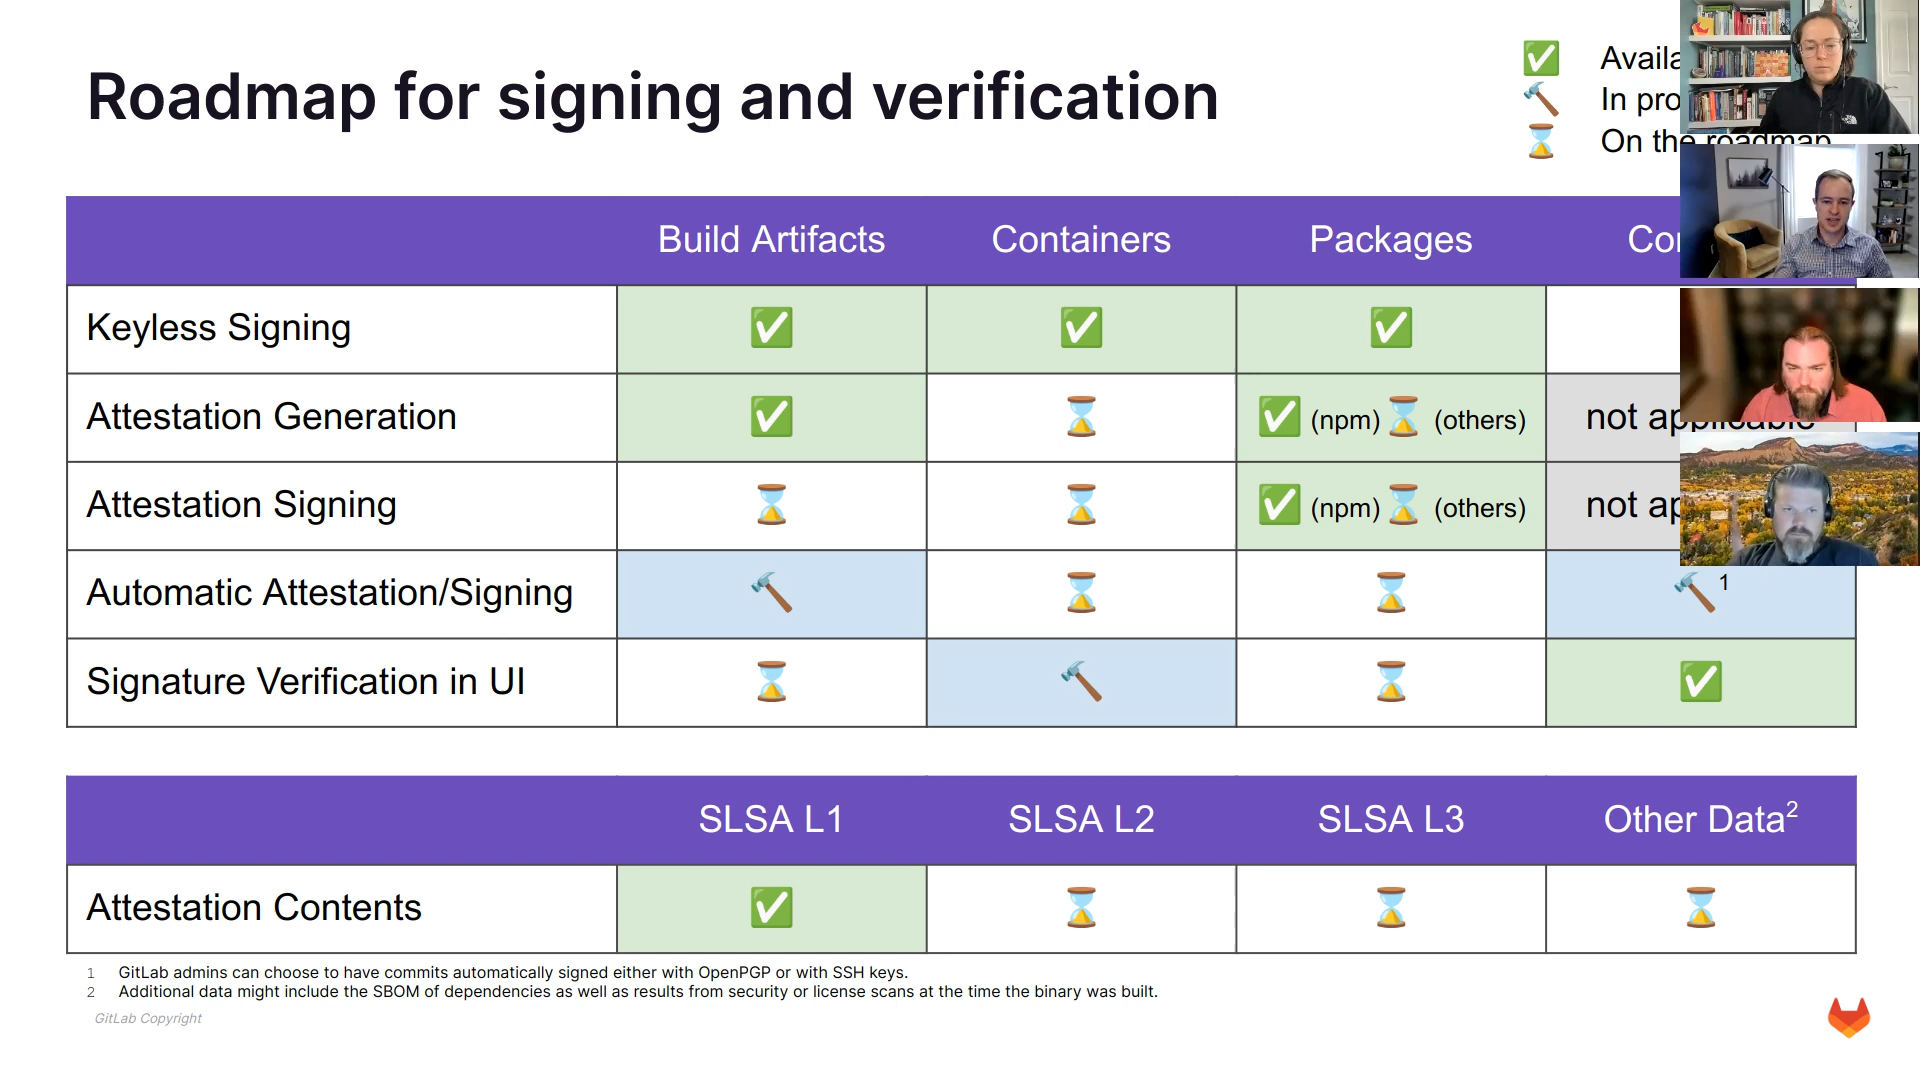 Roadmap for signing and verification
✅ Availa
🔨 In pro
⌛ On the roadmap
Build Artifacts Containers Packages Co
Keyless Signing ✅ ✅ ✅
Attestation Generation ✅ ⌛ ✅ (npm) ⌛ (others) not applicable
Attestation Signing ⌛ ⌛ ✅ (npm) ⌛ (others) not ap
Automatic Attestation/Signing 🔨 ⌛ ⌛ 🔨 1
Signature Verification in UI ⌛ 🔨 ⌛ ✅
SLSA L1 SLSA L2 SLSA L3 Other Data2
Attestation Contents ✅ ⌛ ⌛ ⌛
1 GitLab admins can choose to have commits automatically signed either with OpenPGP or with SSH keys.
2 Additional data might include the SBOM of dependencies as well as results from security or license scans at the time the binary was built.
GitLab Copyright